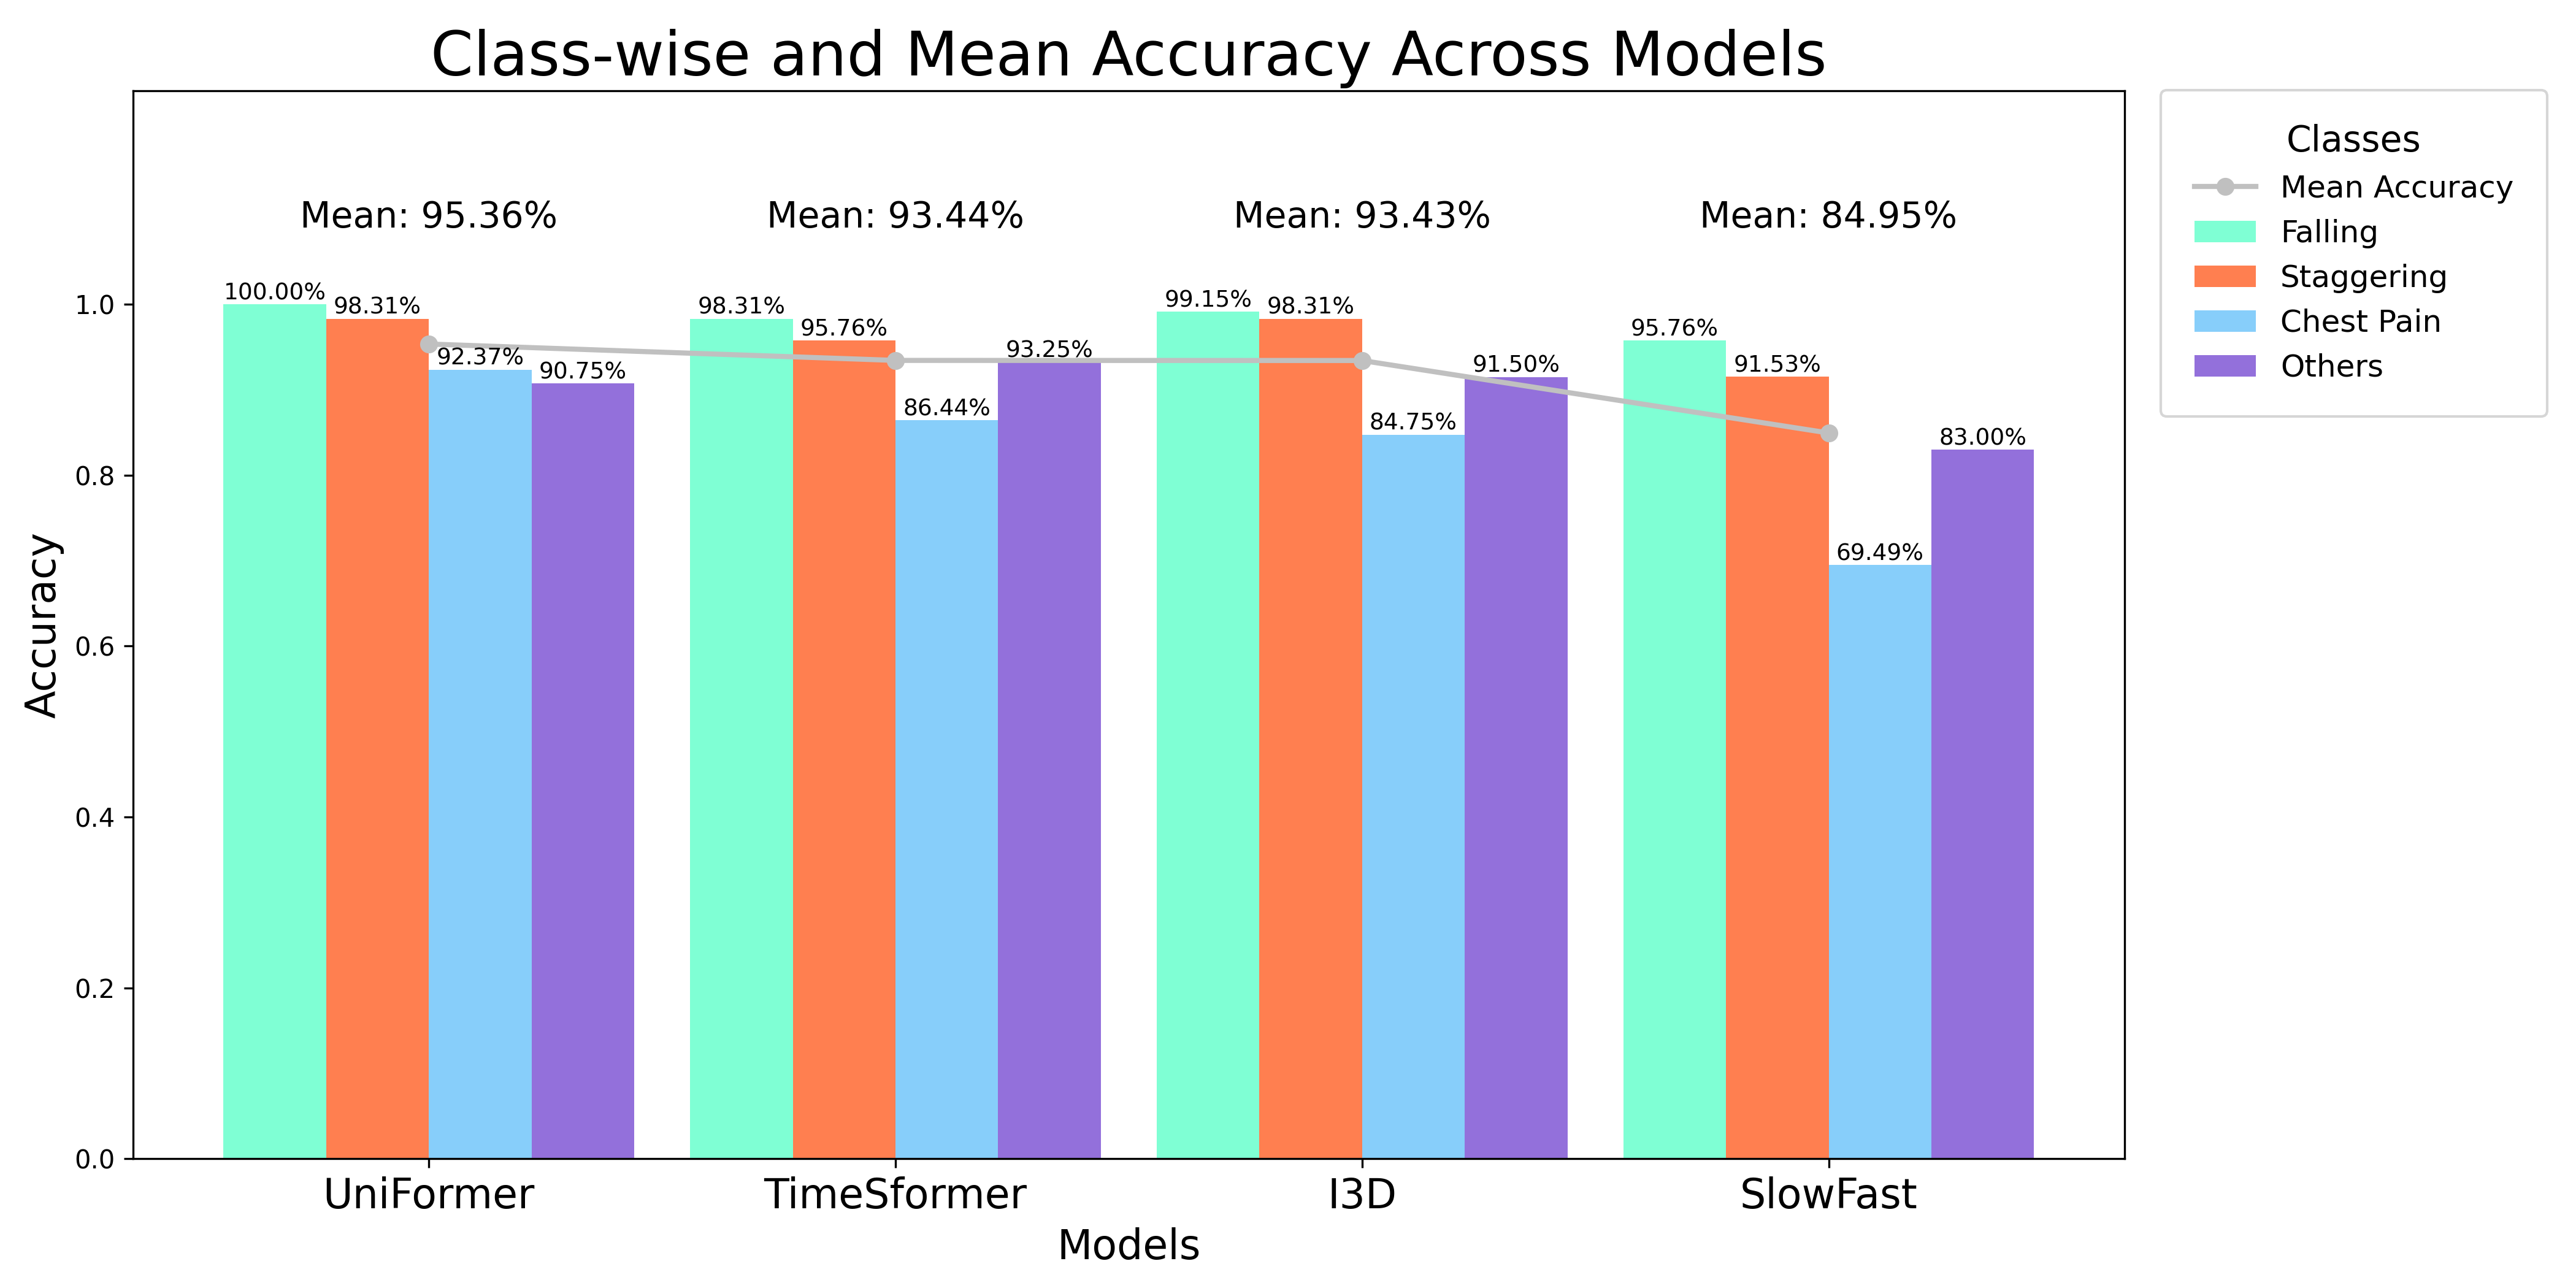 Class-wise and Mean Accuracy Across Models
Classes
Mean Accuracy
Falling
Staggering
Chest Pain
Others
Mean: 95.36%
Mean: 93.44%
Mean: 93.43%
Mean: 84.95%
100.00%
98.31%
92.37%
90.75%
98.31%
95.76%
86.44%
93.25%
99.15%
98.31%
84.75%
91.50%
95.76%
91.53%
69.49%
83.00%
Accuracy
1.0
0.8
0.6
0.4
0.2
0.0
UniFormer
TimeSformer
I3D
SlowFast
Models